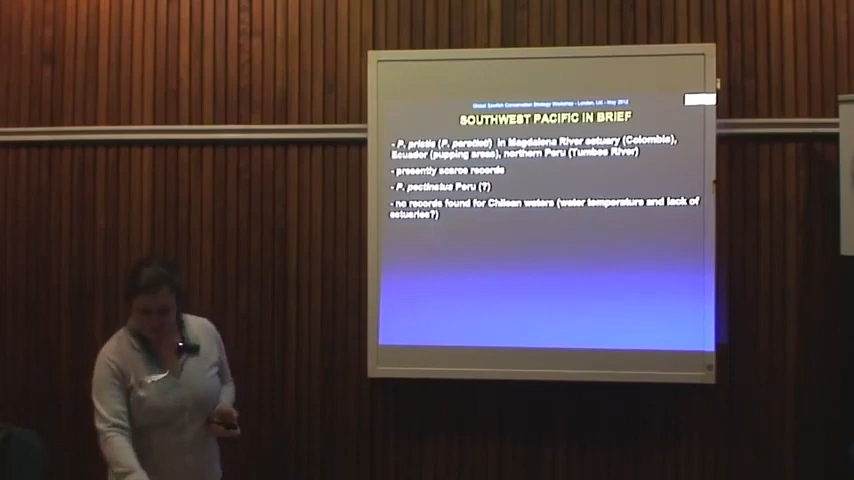 Global Sawfish Conservation Strategy Workshop - London, UK - May 2012
SOUTHWEST PACIFIC IN BRIEF
- P. pristis (P. perotteti) in Magdalena River estuary (Colombia),
Ecuador (pupping areas), northern Peru (Tumbes River)
- presently scarce records
- P. pectinatus Peru (?)
- no records found for Chilean waters (water temperature and lack of
estuaries?)